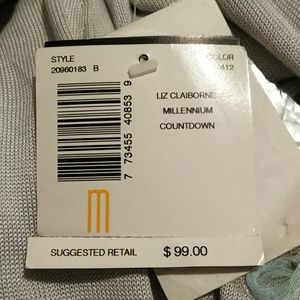 STYLE
COLOR
20960183 B
412
LIZ CLAIBORNE
MILLENNIUM
COUNTDOWN
7 73455 40853 9
m
SUGGESTED RETAIL $ 99.00